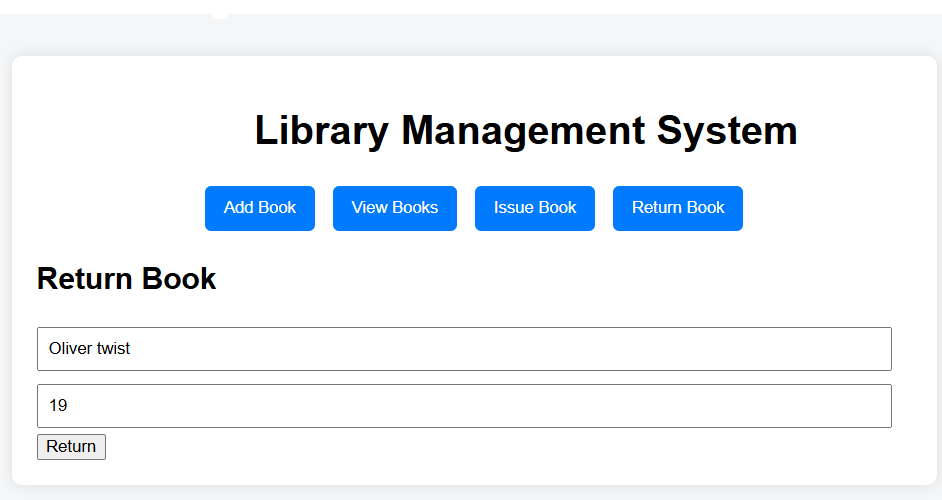 Library Management System
Add Book View Books Issue Book Return Book
Return Book
Oliver twist
19
Return